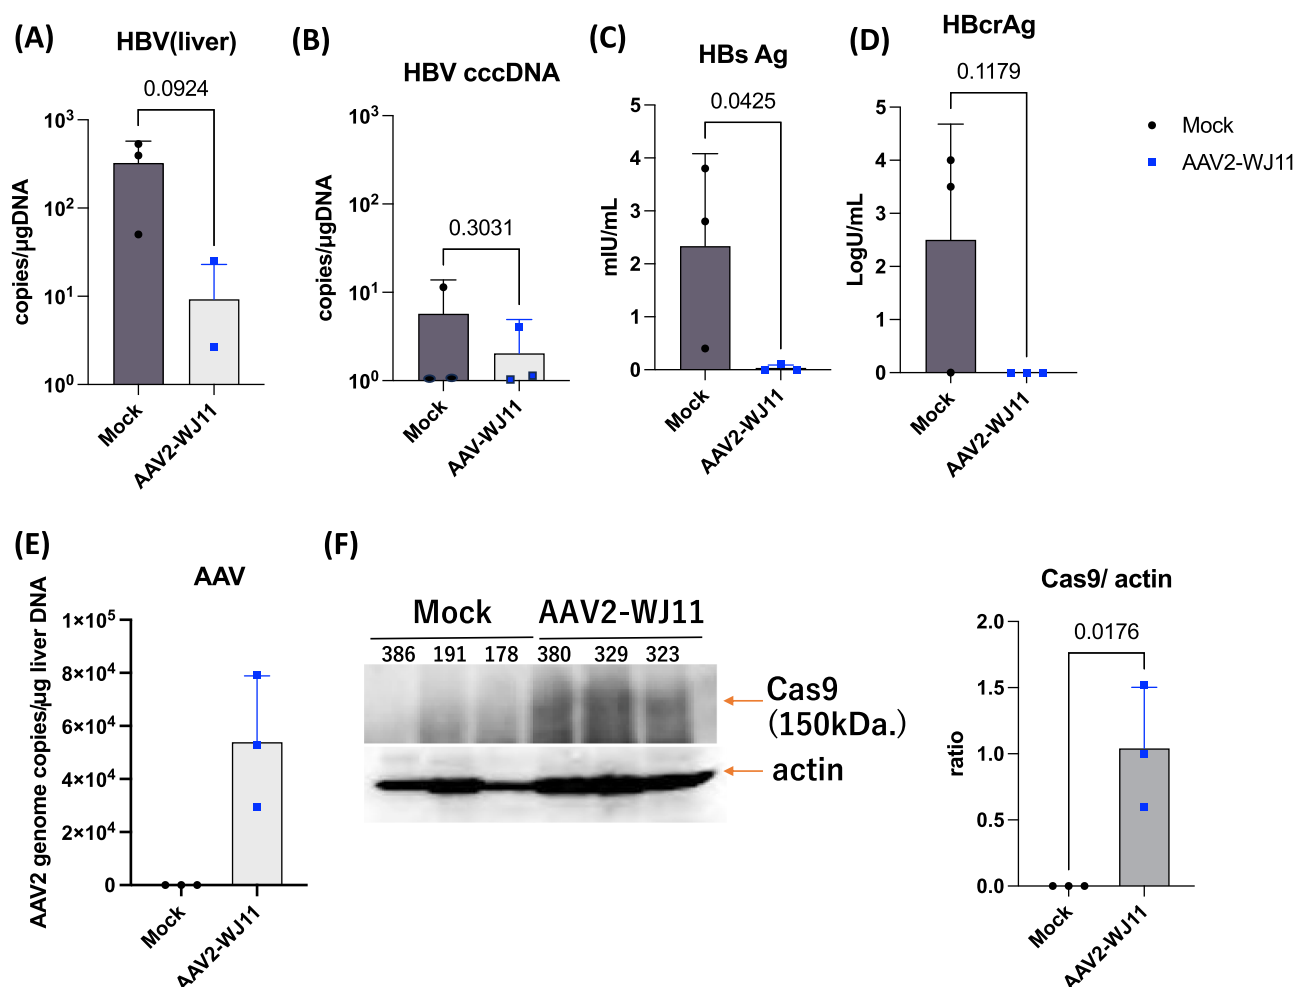 (A)
HBV(liver)
0.0924
10³
10²
10¹
10⁰
copies/µgDNA
Mock
AAV2-WJ11
(B)
HBV cccDNA
0.3031
10³
10²
10¹
10⁰
copies/µgDNA
Mock
AAV-WJ11
(C)
HBs Ag
0.0425
5
4
3
2
1
0
mIU/mL
Mock
AAV2-WJ11
(D)
HBcrAg
0.1179
5
4
3
2
1
0
LogU/mL
Mock
AAV2-WJ11
Mock
AAV2-WJ11
(E)
AAV
1×10⁵
8×10⁴
6×10⁴
4×10⁴
2×10⁴
0
AAV2 genome copies/µg liver DNA
Mock
AAV2-WJ11
(F)
Mock AAV2-WJ11
386 191 178 380 329 323
Cas9
(150kDa.)
actin
Cas9/ actin
0.0176
2.0
1.5
1.0
0.5
0.0
ratio
Mock
AAV2-WJ11